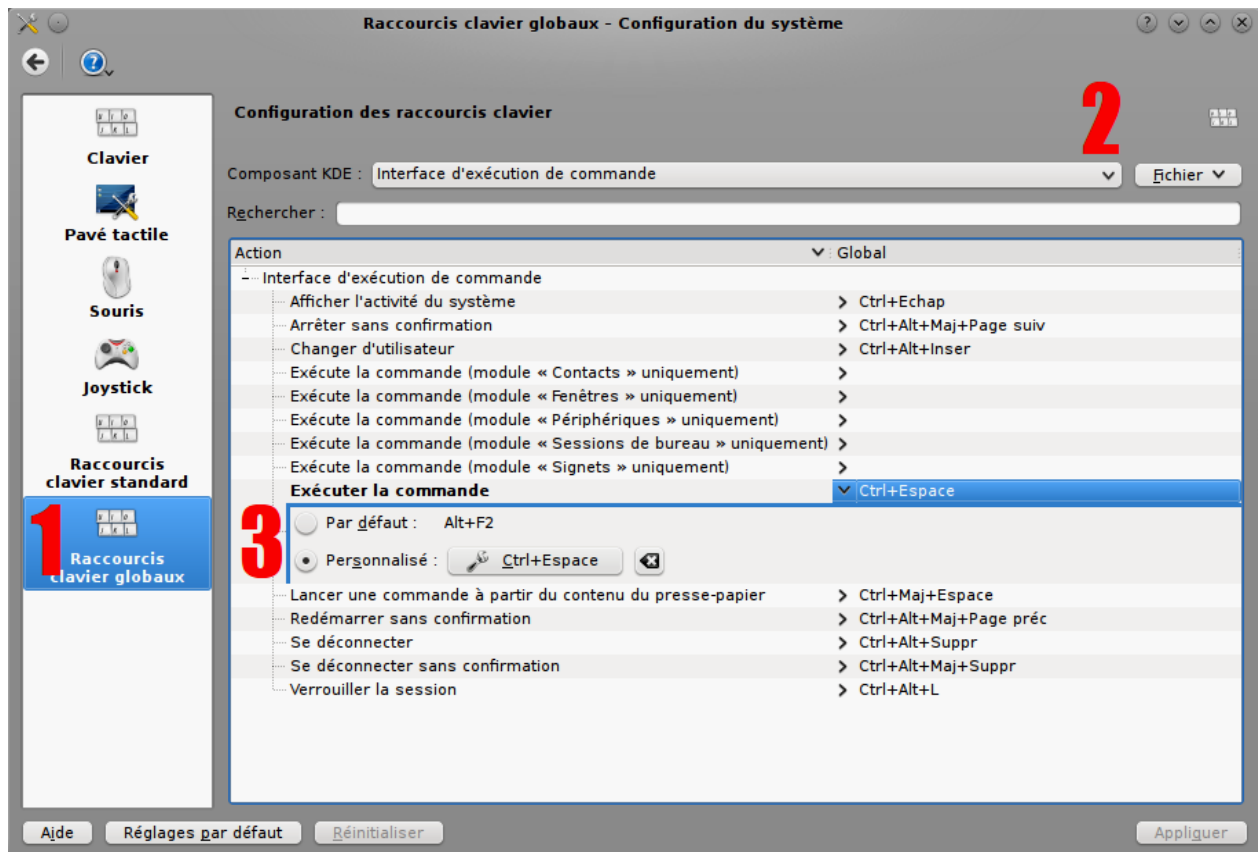 Raccourcis clavier globaux - Configuration du système
Configuration des raccourcis clavier
2
Composant KDE : Interface d'exécution de commande Fichier
Rechercher :
Clavier
Pavé tactile
Souris
Joystick
Raccourcis
clavier standard
1
Raccourcis
clavier globaux
Action Global
Interface d'exécution de commande
Afficher l'activité du système Ctrl+Echap
Arrêter sans confirmation Ctrl+Alt+Maj+Page suiv
Changer d'utilisateur Ctrl+Alt+Inser
Exécute la commande (module « Contacts » uniquement)
Exécute la commande (module « Fenêtres » uniquement)
Exécute la commande (module « Périphériques » uniquement)
Exécute la commande (module « Sessions de bureau » uniquement)
Exécute la commande (module « Signets » uniquement)
Exécuter la commande Ctrl+Espace
3
Par défaut : Alt+F2
Personnalisé : Ctrl+Espace
Lancer une commande à partir du contenu du presse-papier Ctrl+Maj+Espace
Redémarrer sans confirmation Ctrl+Alt+Maj+Page préc
Se déconnecter Ctrl+Alt+Suppr
Se déconnecter sans confirmation Ctrl+Alt+Maj+Suppr
Verrouiller la session Ctrl+Alt+L
Aide Réglages par défaut Réinitialiser Appliquer